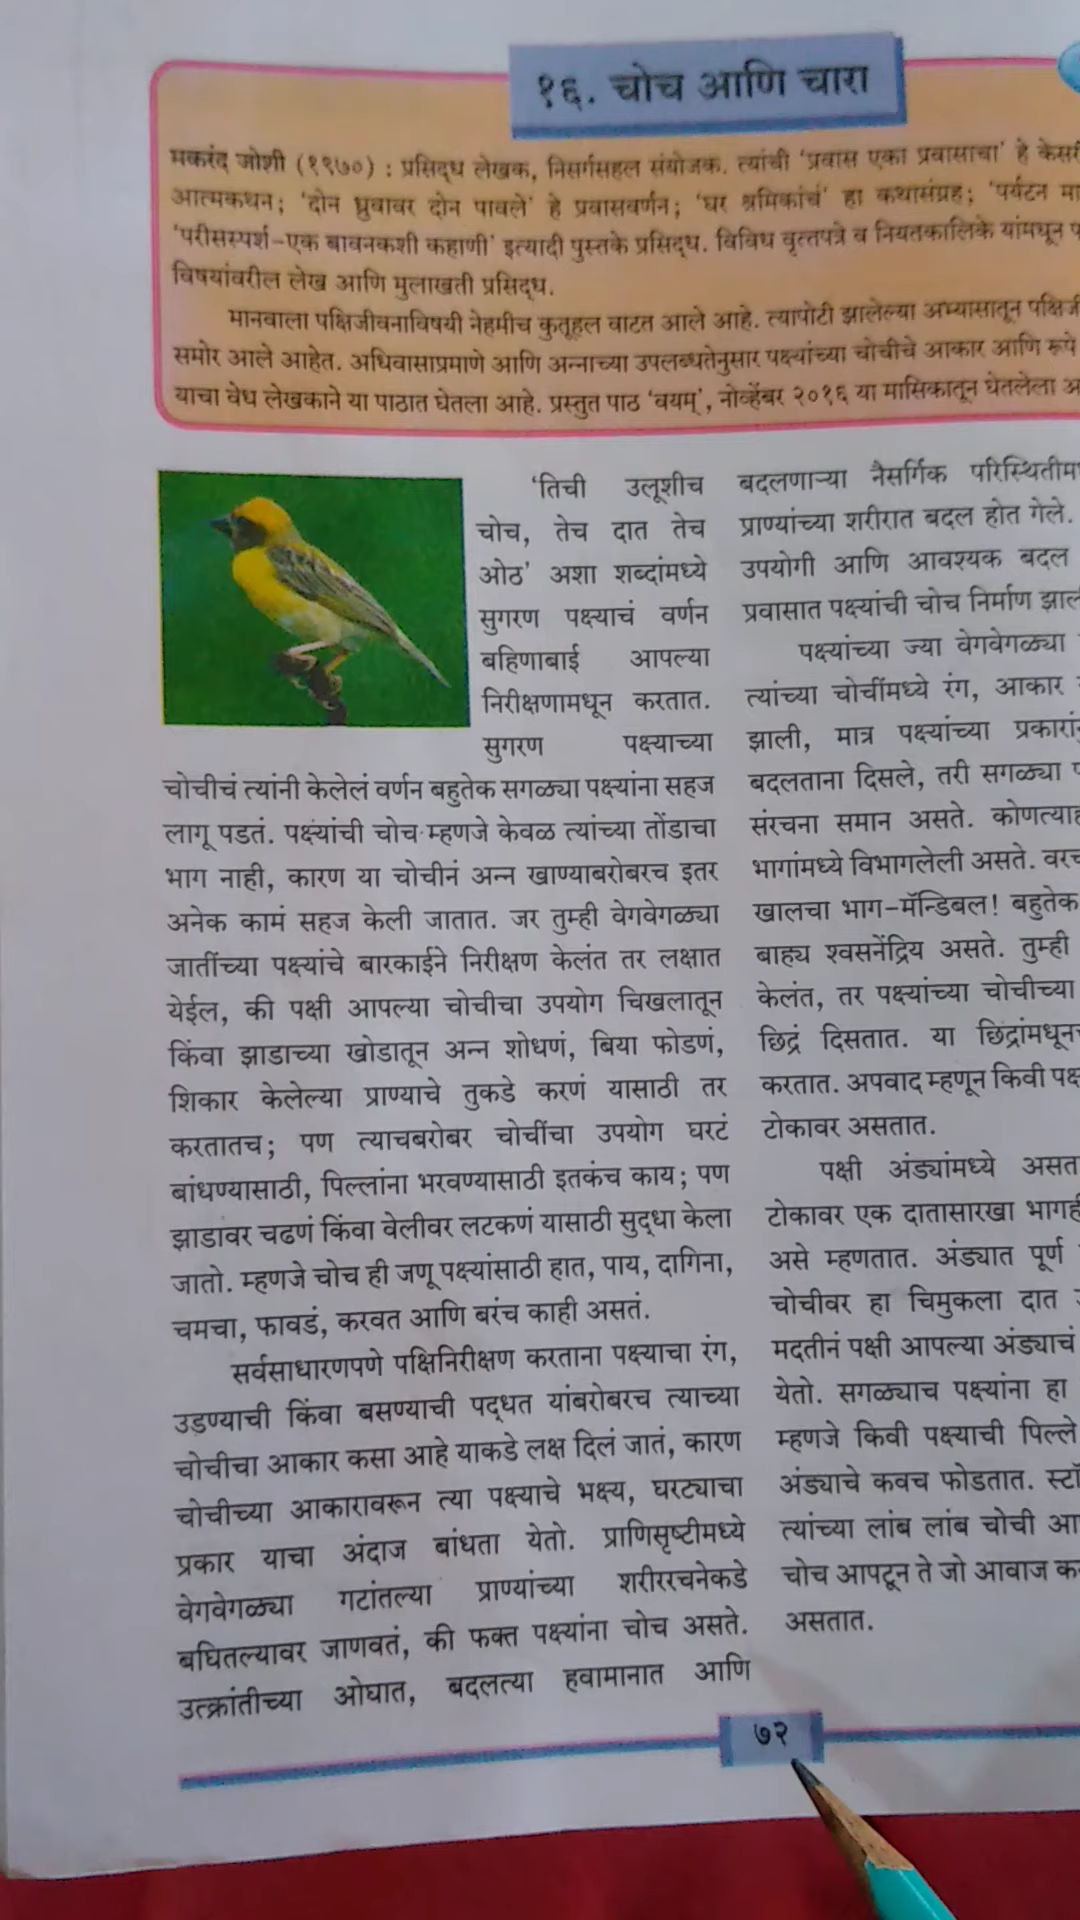 १६. चोच आणि चारा
मकरंद जोशी (१९७०) : प्रसिद्ध लेखक, निसर्गसहल संयोजक. त्यांची ‘प्रवास एका प्रवासाचा’ हे केसरी
आत्मकथन; ‘दोन ध्रुवावर दोन पावले’ हे प्रवासवर्णन; ‘घर श्रमिकांचं’ हा कथासंग्रह; ‘पर्यटन
‘परीसस्पर्श-एक बावनकशी कहाणी’ इत्यादी पुस्तके प्रसिद्ध. विविध वृत्तपत्रे व नियतकालिके यांमधून
विषयांवरील लेख आणि मुलाखती प्रसिद्ध.
मानवाला पक्षिजीवनाविषयी नेहमीच कुतूहल वाटत आले आहे. त्यापोटी झालेल्या अभ्यासातून
समोर आले आहेत. अधिवासाप्रमाणे आणि अन्नाच्या उपलब्धतेनुसार पक्ष्यांच्या चोचीचे आकार आणि रूपे
याचा वेध लेखकाने या पाठात घेतला आहे. प्रस्तुत पाठ ‘वयम्’, नोव्हेंबर २०१६ या मासिकातून घेतलेला
‘तिची उलूशीच
चोच, तेच दात तेच
ओठ’ अशा शब्दांमध्ये
सुगरण पक्ष्याचं वर्णन
बहिणाबाई आपल्या
निरीक्षणामधून करतात.
सुगरण पक्ष्याच्या
चोचीचं त्यांनी केलेलं वर्णन बहुतेक सगळ्या पक्ष्यांना सहज
लागू पडतं. पक्ष्यांची चोच म्हणजे केवळ त्यांच्या तोंडाचा
भाग नाही, कारण या चोचीनं अन्न खाण्याबरोबरच इतर
अनेक कामं सहज केली जातात. जर तुम्ही वेगवेगळ्या
जातींच्या पक्ष्यांचे बारकाईने निरीक्षण केलंत तर लक्षात
येईल, की पक्षी आपल्या चोचीचा उपयोग चिखलातून
किंवा झाडाच्या खोडातून अन्न शोधणं, बिया फोडणं,
शिकार केलेल्या प्राण्याचे तुकडे करणं यासाठी तर
करतातच; पण त्याचबरोबर चोचींचा उपयोग घरटं
बांधण्यासाठी, पिल्लांना भरवण्यासाठी इतकंच काय; पण
झाडांवर चढणं किंवा वेलीवर लटकणं यासाठी सुद्धा केला
जातो. म्हणजे चोच ही जणू पक्ष्यांसाठी हात, पाय, दागिना,
चमचा, फावडं, करवत आणि बरंच काही असतं.
सर्वसाधारणपणे पक्षिनिरीक्षण करताना पक्ष्याचा रंग,
उडण्याची किंवा बसण्याची पद्धत यांबरोबरच त्याच्या
चोचीचा आकार कसा आहे याकडे लक्ष दिलं जातं, कारण
चोचीच्या आकारावरून त्या पक्ष्याचे भक्ष्य, घरट्याचा
प्रकार याचा अंदाज बांधता येतो. प्राणिसृष्टीमध्ये
वेगवेगळ्या गटांतल्या प्राण्यांच्या शरीररचनेकडे
बघितल्यावर जाणवतं, की फक्त पक्ष्यांना चोच असते.
उत्क्रांतीच्या ओघात, बदलत्या हवामानात आणि
बदलणाऱ्या नैसर्गिक
प्राण्यांच्या शरीरात बदल होत गेले.
उपयोगी आणि आवश्यक बदल
प्रवासात पक्ष्यांची चोच निर्माण
पक्ष्यांच्या ज्या वेगवेगळ्या
त्यांच्या चोचींमध्ये रंग, आकार
झाली, मात्र पक्ष्यांच्या
बदलताना दिसले, तरी सगळ्या
संरचना समान असते.
भागांमध्ये विभागलेली असते.
खालचा भाग-मॅन्डिबल! बहुतेक
बाह्य श्वसनेंद्रिय असते. तुम्ही
केलंत, तर पक्ष्यांच्या चोचीच्या
छिद्रं दिसतात. या
करतात. अपवाद म्हणून किवी
टोकावर असतात.
पक्षी अंड्यांमध्ये
टोकावर एक दातासारखा
असे म्हणतात. अंड्यात पूर्ण
चोचीवर हा चिमुकला दात
मदतीनं पक्षी आपल्या अंड्याचं
येतो. सगळ्याच पक्ष्यांना हा
म्हणजे किवी पक्ष्याची पिल्ले
अंड्याचे कवच फोडतात.
त्यांच्या लांब लांब चोची
चोच आपटून ते जो आवाज
असतात.
७२